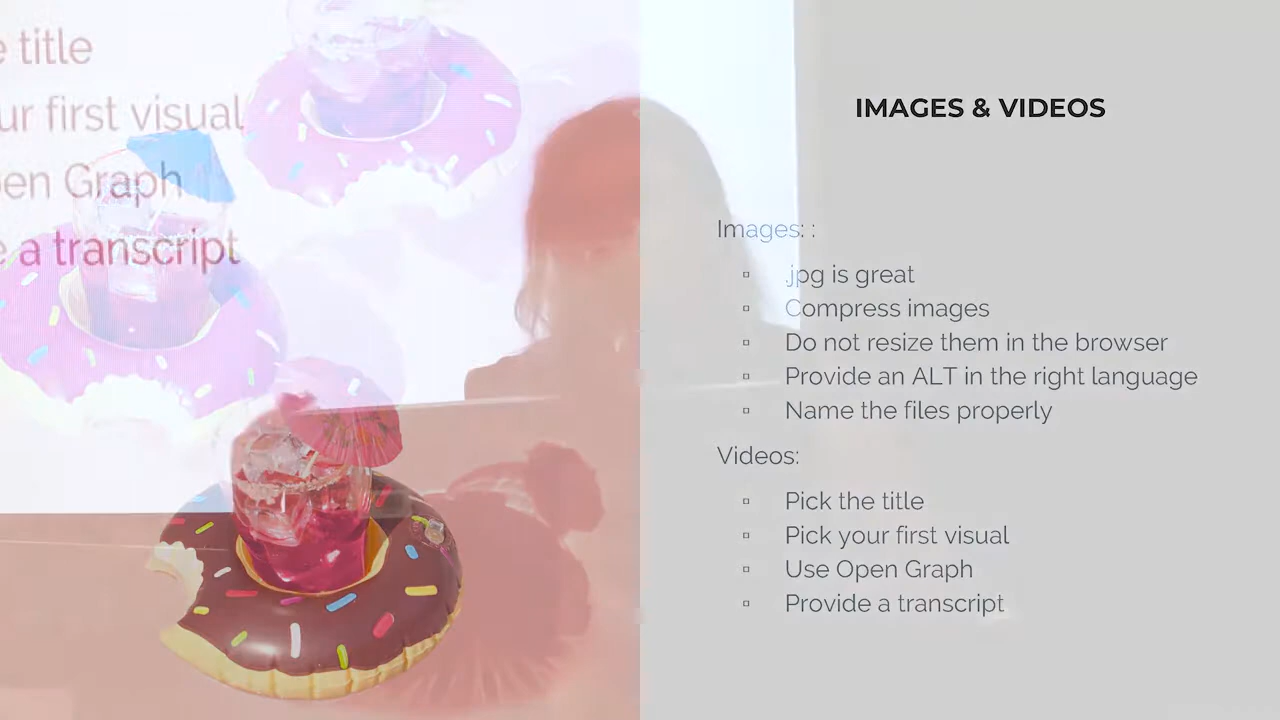 e title
ur first visual
pen Graph
e a transcript
IMAGES & VIDEOS
Images: :
.jpg is great
Compress images
Do not resize them in the browser
Provide an ALT in the right language
Name the files properly
Videos:
Pick the title
Pick your first visual
Use Open Graph
Provide a transcript